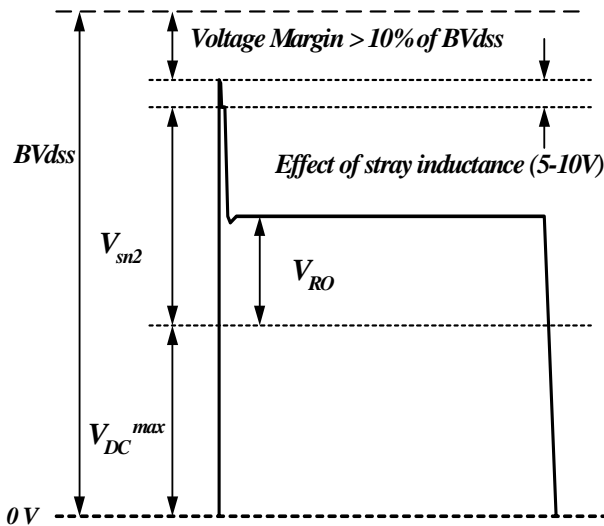 Voltage Margin > 10% of BVdss
BVdss
Effect of stray inductance (5-10V)
Vsn2
VRO
VDCmax
0 V